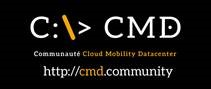 C:\> CMD
Communauté Cloud Mobility Datacenter
http://cmd.community